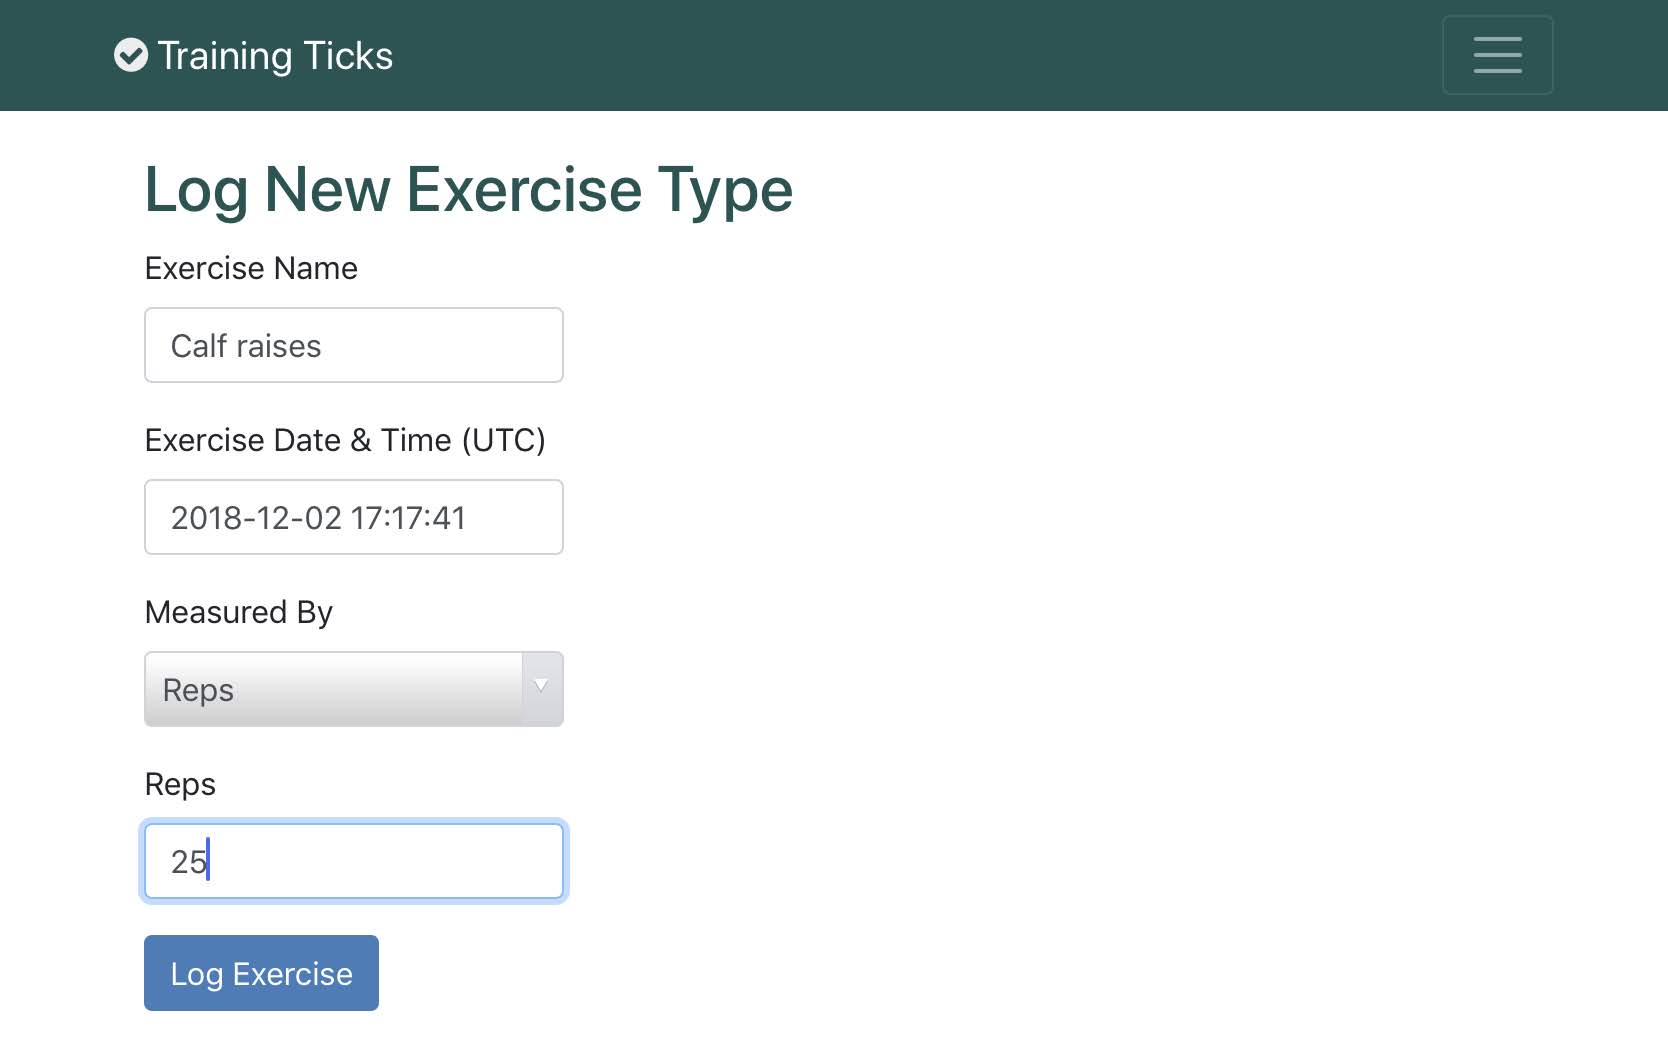 Training Ticks
Log New Exercise Type
Exercise Name
Calf raises
Exercise Date & Time (UTC)
2018-12-02 17:17:41
Measured By
Reps
Reps
25
Log Exercise